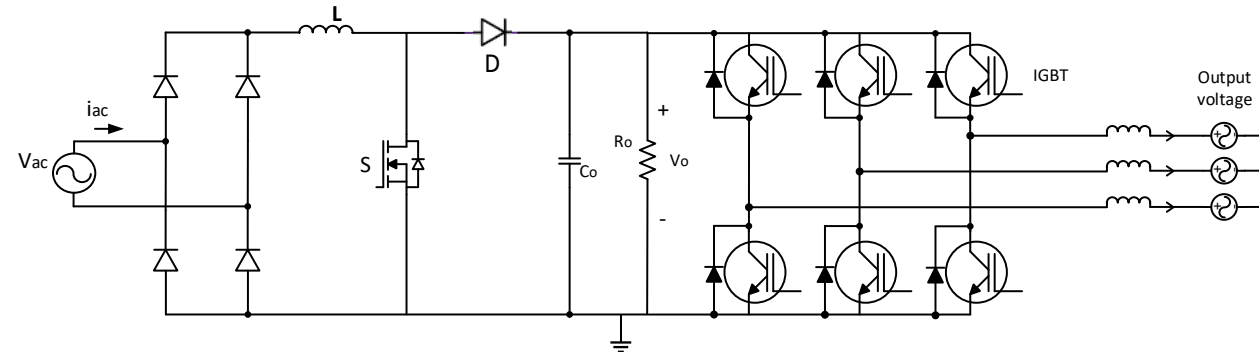 L
D
IGBT
Output
voltage
iac
Vac
S
+
Ro
Vo
Co
-